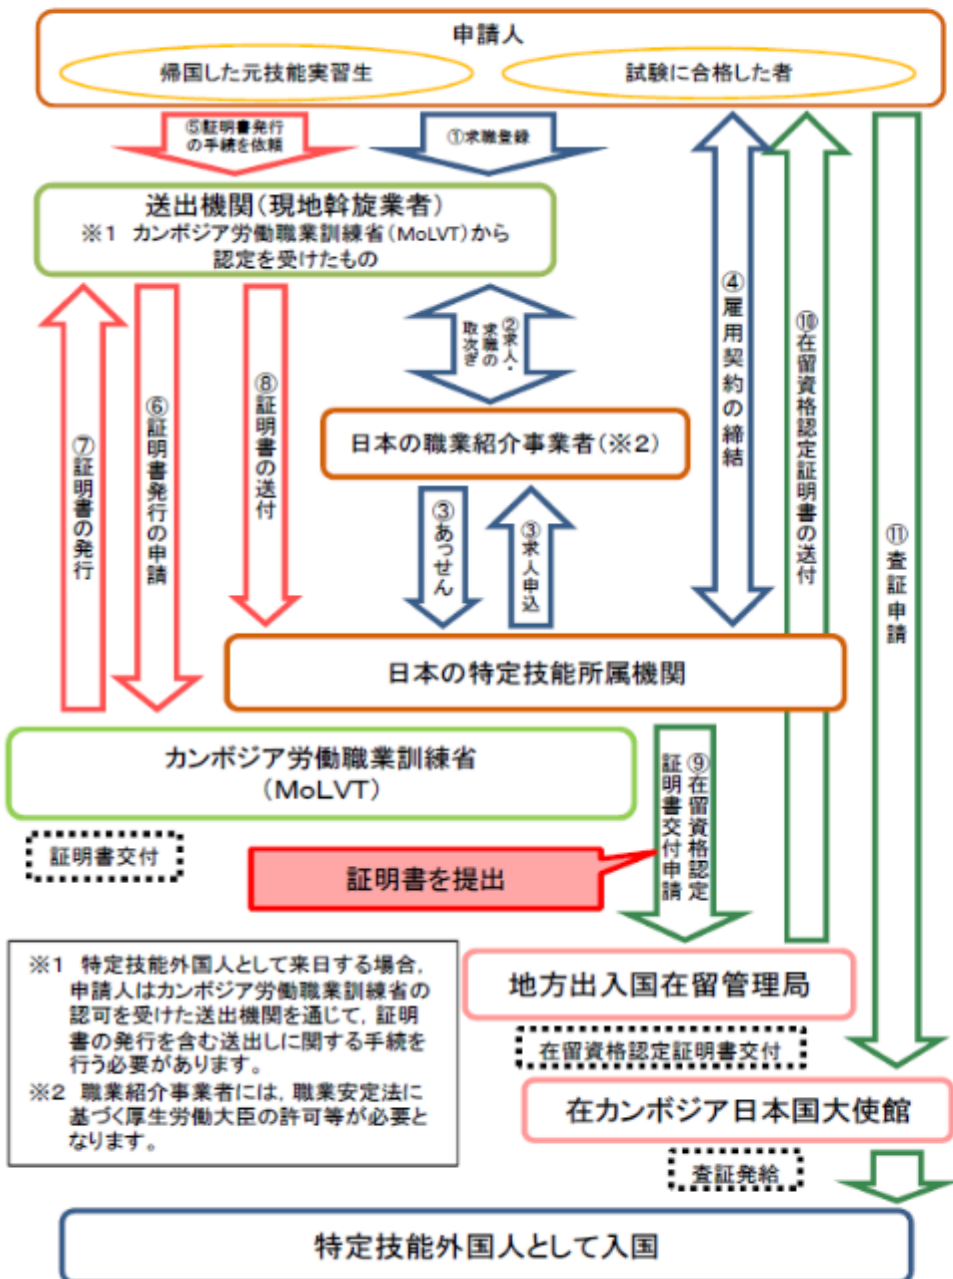 申請人
帰国した元技能実習生
試験に合格した者
⑤証明書発行
の手続を依頼
①求職登録
送出機関(現地斡旋業者)
※1 カンボジア労働職業訓練省(MoLVT)から
認定を受けたもの
②求人・
求職の
取次ぎ
④雇用契約の締結
⑩在留資格認定証明書の送付
⑪査証申請
⑦証明書の発行
⑥証明書発行の申請
⑧証明書の送付
日本の職業紹介事業者(※2)
③あっせん
③求人申込
日本の特定技能所属機関
カンボジア労働職業訓練省
(MoLVT)
証明書交付
⑨在留資格認定
証明書交付申請
証明書を提出
※1 特定技能外国人として来日する場合,
申請人はカンボジア労働職業訓練省の
認可を受けた送出機関を通じて,証明
書の発行を含む送出しに関する手続を
行う必要があります。
※2 職業紹介事業者には,職業安定法に
基づく厚生労働大臣の許可等が必要と
なります。
地方出入国在留管理局
在留資格認定証明書交付
在カンボジア日本国大使館
査証発給
特定技能外国人として入国